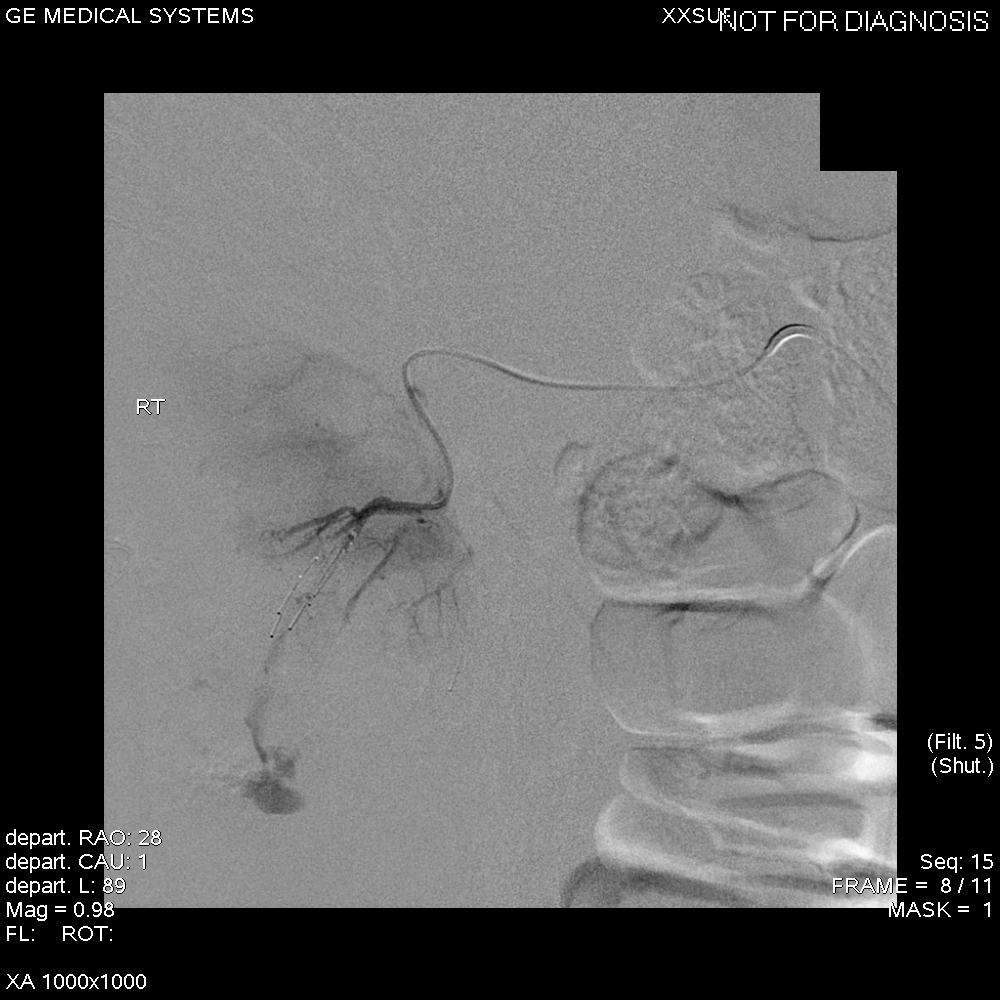 GE MEDICAL SYSTEMS
NOT FOR DIAGNOSIS
RT
(Filt. 5)
(Shut.)
depart. RAO: 28
depart. CAU: 1
depart. L: 89
Mag = 0.98
FL: ROT:
Seq: 15
FRAME = 8 / 11
MASK = 1
XA 1000x1000